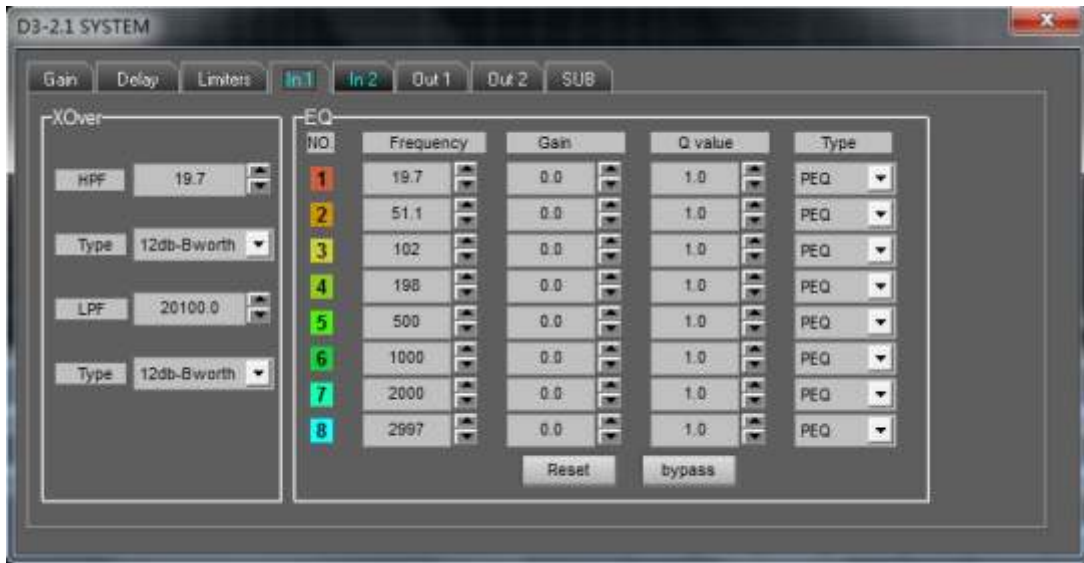 D3-2.1 SYSTEM
Gain Delay Limiters In 1 In 2 Out 1 Out 2 SUB
XOver
HPF 19.7
Type 12db-Bworth
LPF 20100.0
Type 12db-Bworth
EQ
NO. Frequency Gain Q value Type
1 19.7 0.0 1.0 PEQ
2 51.1 0.0 1.0 PEQ
3 102 0.0 1.0 PEQ
4 198 0.0 1.0 PEQ
5 500 0.0 1.0 PEQ
6 1000 0.0 1.0 PEQ
7 2000 0.0 1.0 PEQ
8 2997 0.0 1.0 PEQ
Reset bypass